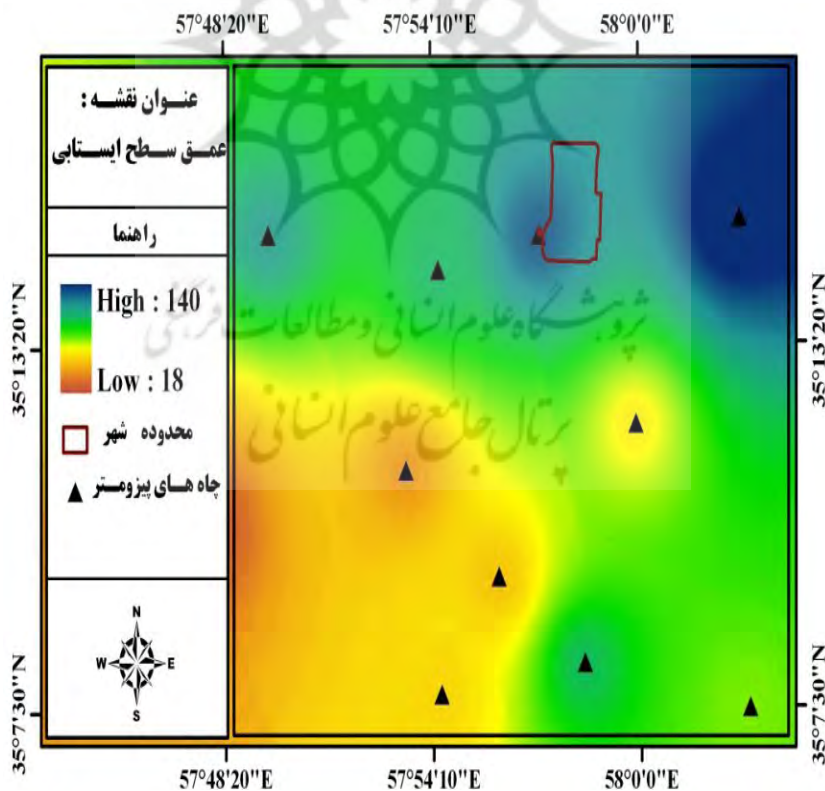 57°48'20"E
57°54'10"E
58°0'0"E
عنوان نقشه :
عمق سطح ایستابی
راهنما
High : 140
Low : 18
محدوده شهر
چاه های پیزومتر
N
W
E
S
35°13'20"N
35°7'30"N
35°13'20"N
35°7'30"N
پژوهشگاه علوم انسانی و مطالعات فرهنگی
پرتال جامع علوم انسانی
57°48'20"E
57°54'10"E
58°0'0"E